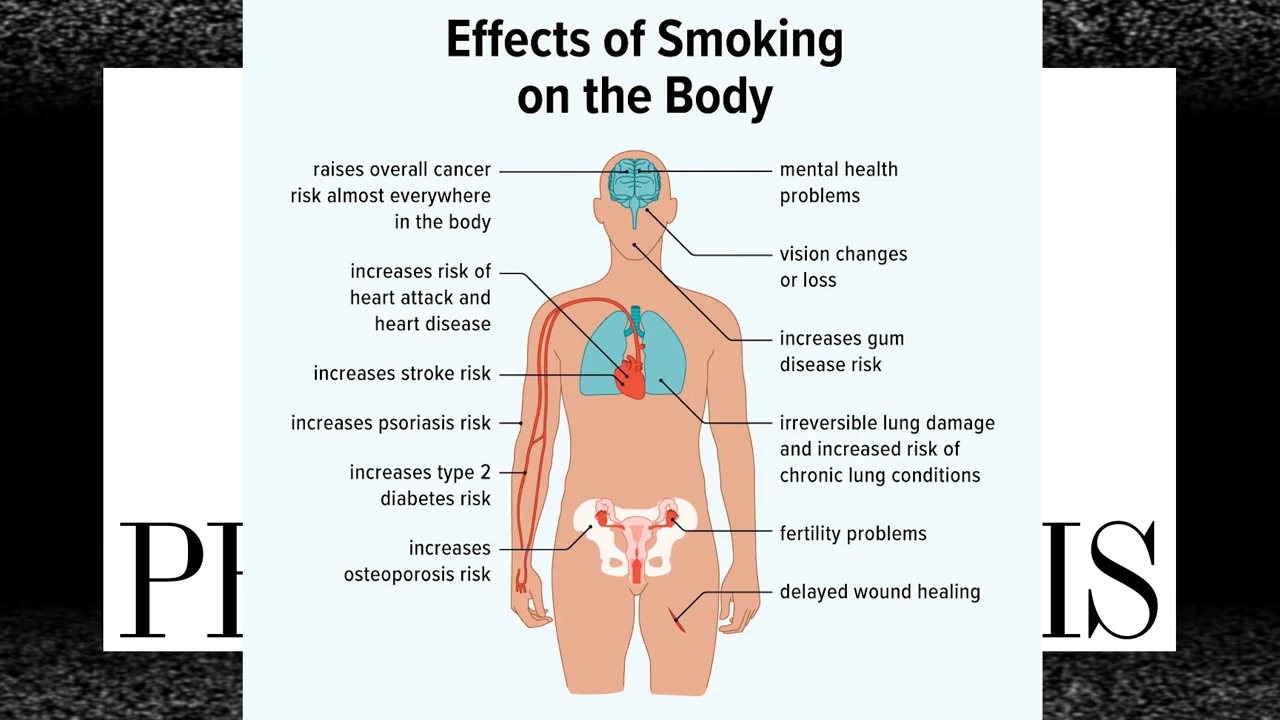 Effects of Smoking
on the Body
raises overall cancer
risk almost everywhere
in the body
increases risk of
heart attack and
heart disease
increases stroke risk
increases psoriasis risk
increases type 2
diabetes risk
increases
osteoporosis risk
mental health
problems
vision changes
or loss
increases gum
disease risk
irreversible lung damage
and increased risk of
chronic lung conditions
fertility problems
delayed wound healing